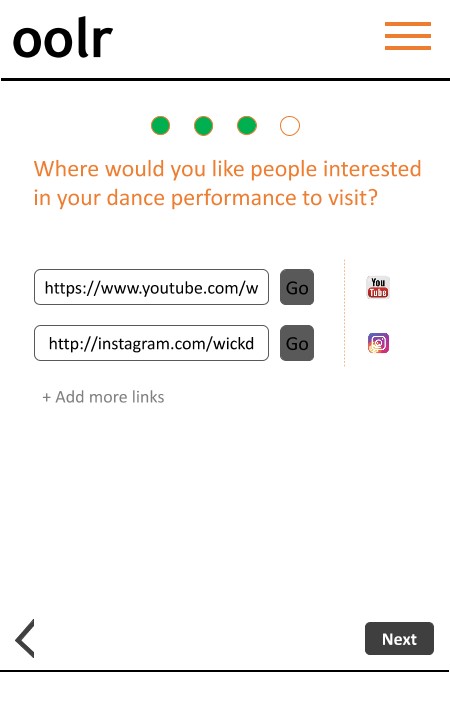 oolr
Where would you like people interested
in your dance performance to visit?
https://www.youtube.com/w
Go
You
Tube
http://instagram.com/wickd
Go
+ Add more links
Next